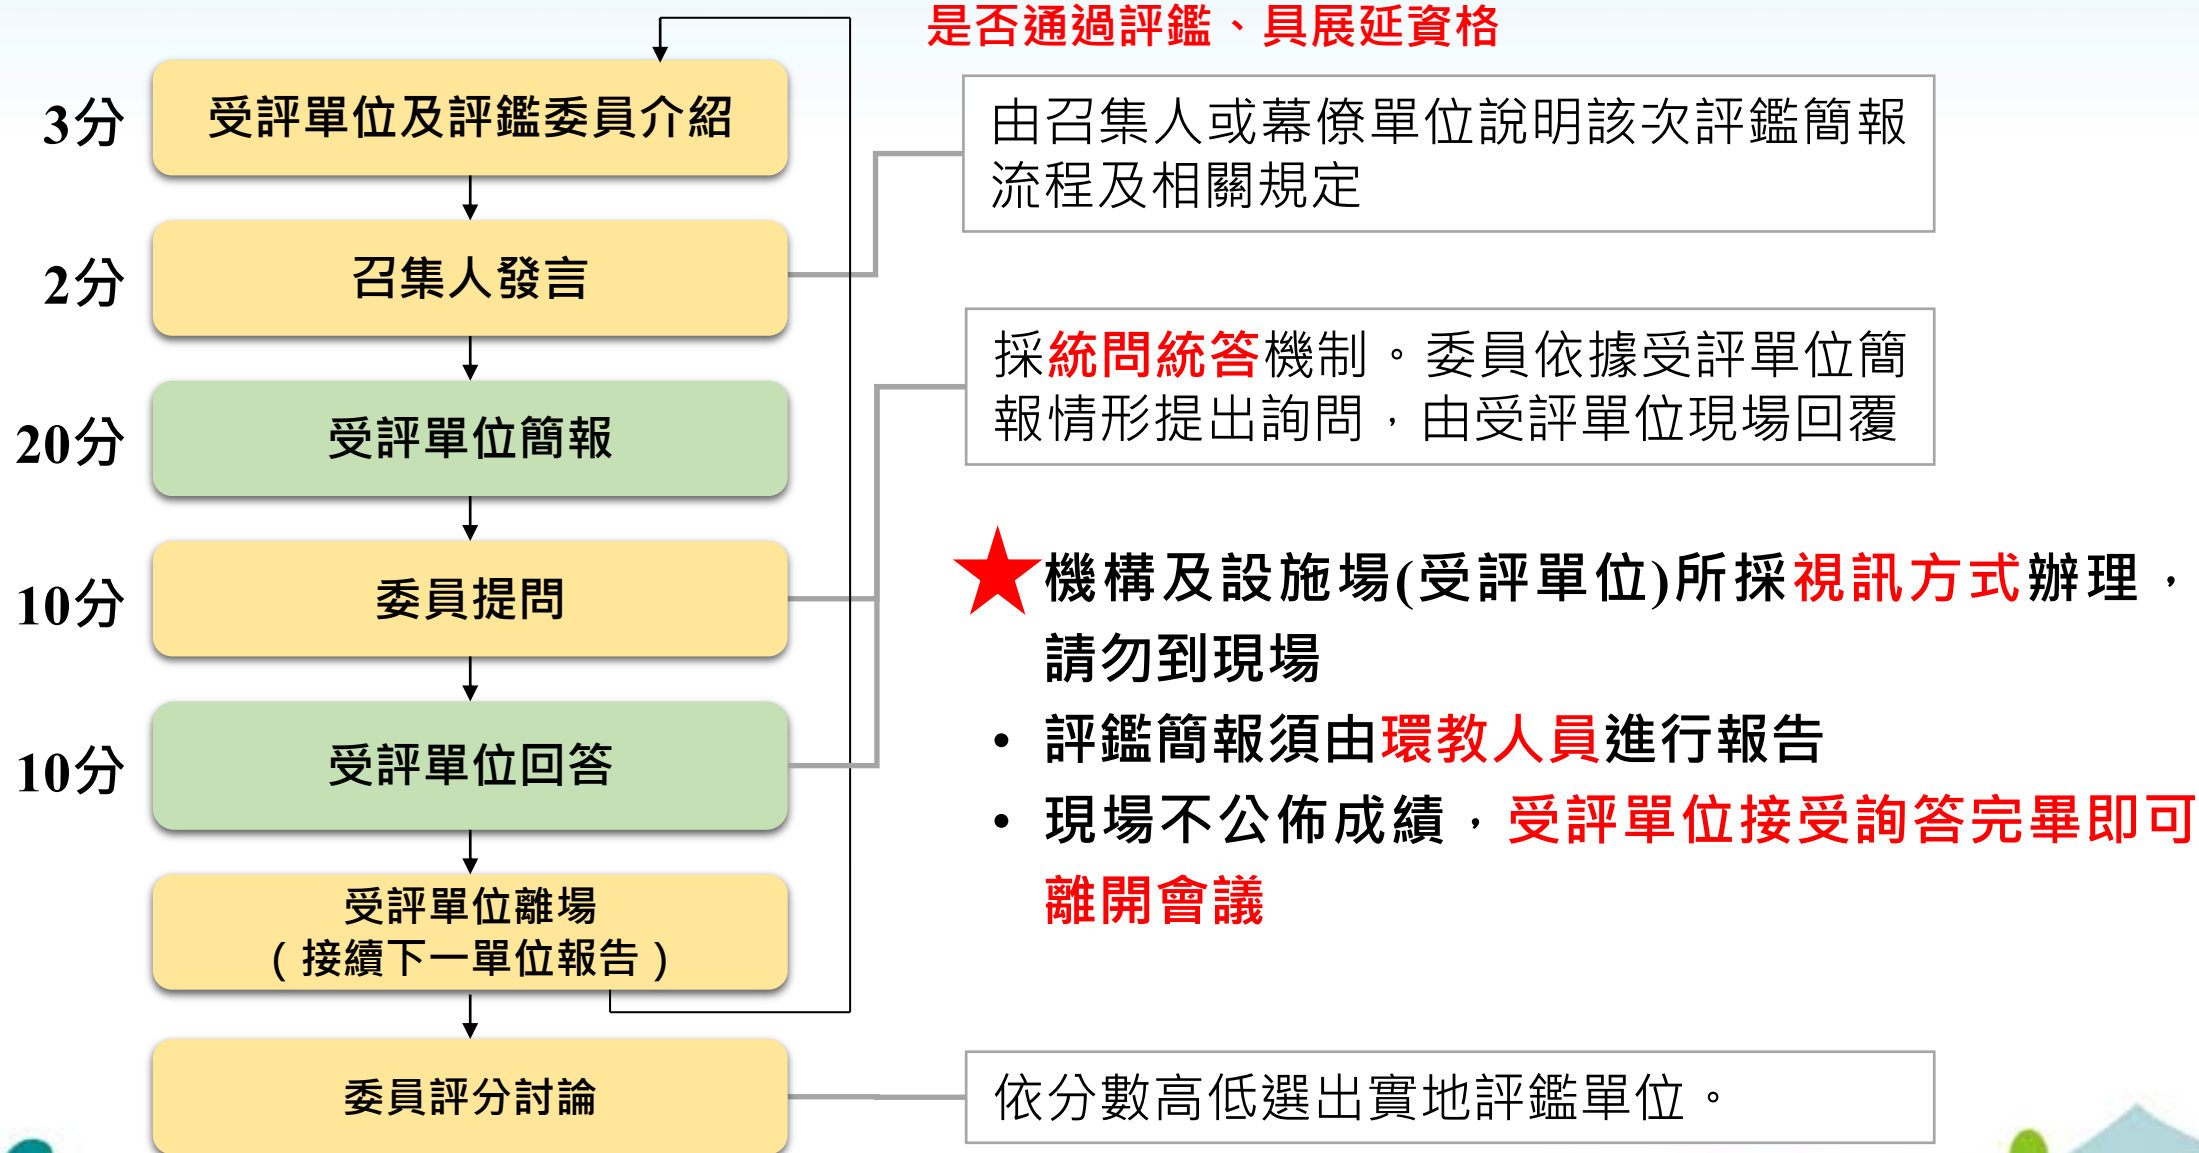 是否通過評鑑、具展延資格
3分
受評單位及評鑑委員介紹
由召集人或幕僚單位說明該次評鑑簡報
流程及相關規定
2分
召集人發言
採統問統答機制。委員依據受評單位簡
報情形提出詢問，由受評單位現場回覆
20分
受評單位簡報
10分
委員提問
機構及設施場(受評單位)所採視訊方式辦理，
請勿到現場
10分
受評單位回答
• 評鑑簡報須由環教人員進行報告
• 現場不公佈成績，受評單位接受詢答完畢即可
離開會議
受評單位離場
（接續下一單位報告）
委員評分討論
依分數高低選出實地評鑑單位。